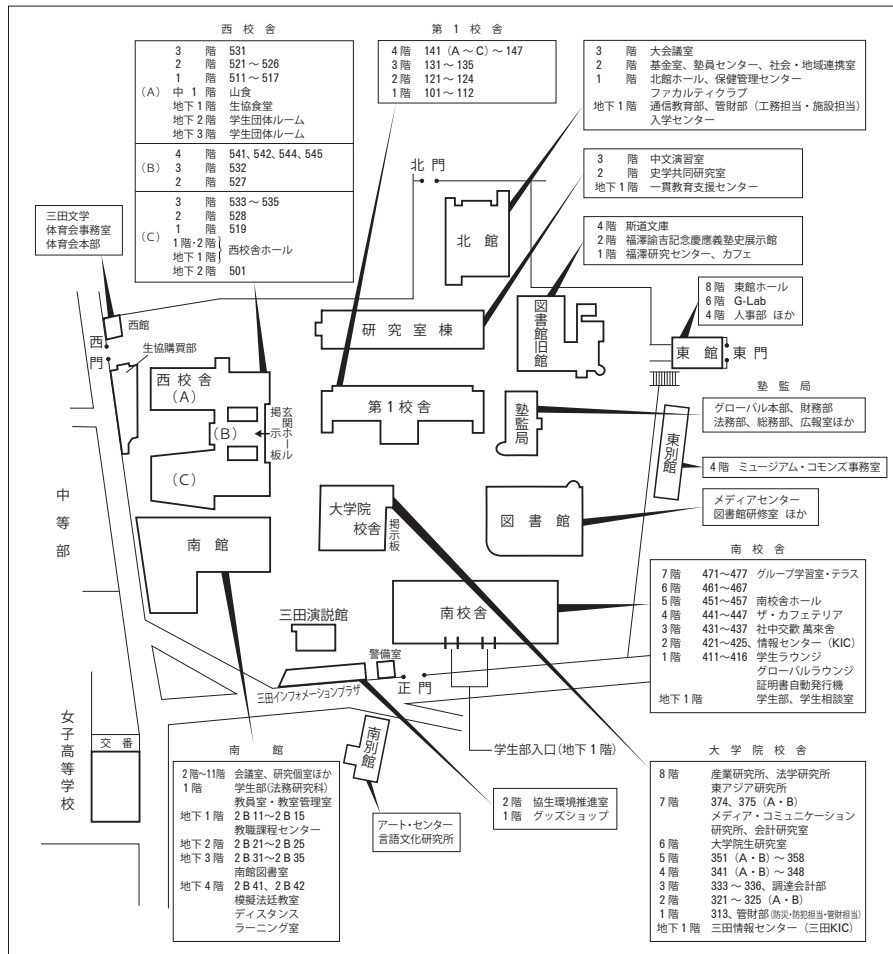 西 校 舎
(A) 3 階 531
2 階 521～526
1 階 511～517
中 1 階 山食
地下 1 階 生協食堂
地下 2 階 学生団体ルーム
地下 3 階 学生団体ルーム
(B) 4 階 541、542、544、545
3 階 532
2 階 527
(C) 3 階 533～535
2 階 528
1 階 519
1階・2階 地下 1 階 西校舎ホール
地下 2 階 501
第 1 校 舎
4 階 141 (A～C)～147
3 階 131～135
2 階 121～124
1 階 101～112
3 階 大会議室
2 階 基金室、塾員センター、社会・地域連携室
1 階 北館ホール、保健管理センター
ファカルティクラブ
地下 1 階 通信教育部、管財部（工務担当・施設担当）
入学センター
3 階 中文演習室
2 階 史学共同研究室
地下 1 階 一貫教育支援センター
4 階 斯道文庫
2 階 福澤諭吉記念慶應義塾史展示館
1 階 福澤研究センター、カフェ
8 階 東館ホール
6 階 G-Lab
4 階 人事部 ほか
三田文学
体育会事務室
体育会本部
北 門
北 館
研 究 室 棟
図書館旧館
東 館
東 門
西館
西門
生協購買部
西 校 舎
(A)
(B)
(C)
玄関ホール
掲示板
第 1 校 舎
塾監局
塾 監 局
グローバル本部、財務部
法務部、総務部、広報室ほか
東別館
4 階 ミュージアム・コモンズ事務室
メディアセンター
図書館研修室 ほか
中 等 部
南 館
大学院
校舎
掲示板
図 書 館
三田演説館
南校舎
警備室
正 門
三田インフォメーションプラザ
南 校 舎
7 階 471～477 グループ学習室・テラス
6 階 461～467
5 階 451～457 南校舎ホール
4 階 441～447 ザ・カフェテリア
3 階 431～437 社中交歓 萬來舍
2 階 421～425、情報センター (KIC)
1 階 411～416 学生ラウンジ
グローバルラウンジ
証明書自動発行機
地下 1 階 学生部、学生相談室
女子高等学校
交 番
南別館
学生部入口(地下 1 階)
南 館
2 階～11階 会議室、研究個室ほか
1 階 学生部(法務研究科)
教員室・教室管理室
地下 1 階 2 B 11～2 B 15
教職課程センター
地下 2 階 2 B 21～2 B 25
地下 3 階 2 B 31～2 B 35
南館図書室
地下 4 階 2 B 41、2 B 42
模擬法廷教室
ディスタンス
ラーニング室
アート・センター
言語文化研究所
2 階 協生環境推進室
1 階 グッズショップ
大 学 院 校 舎
8 階 産業研究所、法学研究所
東アジア研究所
7 階 374、375 (A・B)
メディア・コミュニケーション
研究所、会計研究室
6 階 大学院生研究室
5 階 351 (A・B)～358
4 階 341 (A・B)～348
3 階 333～336、調達会計部
2 階 321～325 (A・B)
1 階 313、管財部(防災・防犯担当・管財担当)
地下 1 階 三田情報センター（三田KIC）